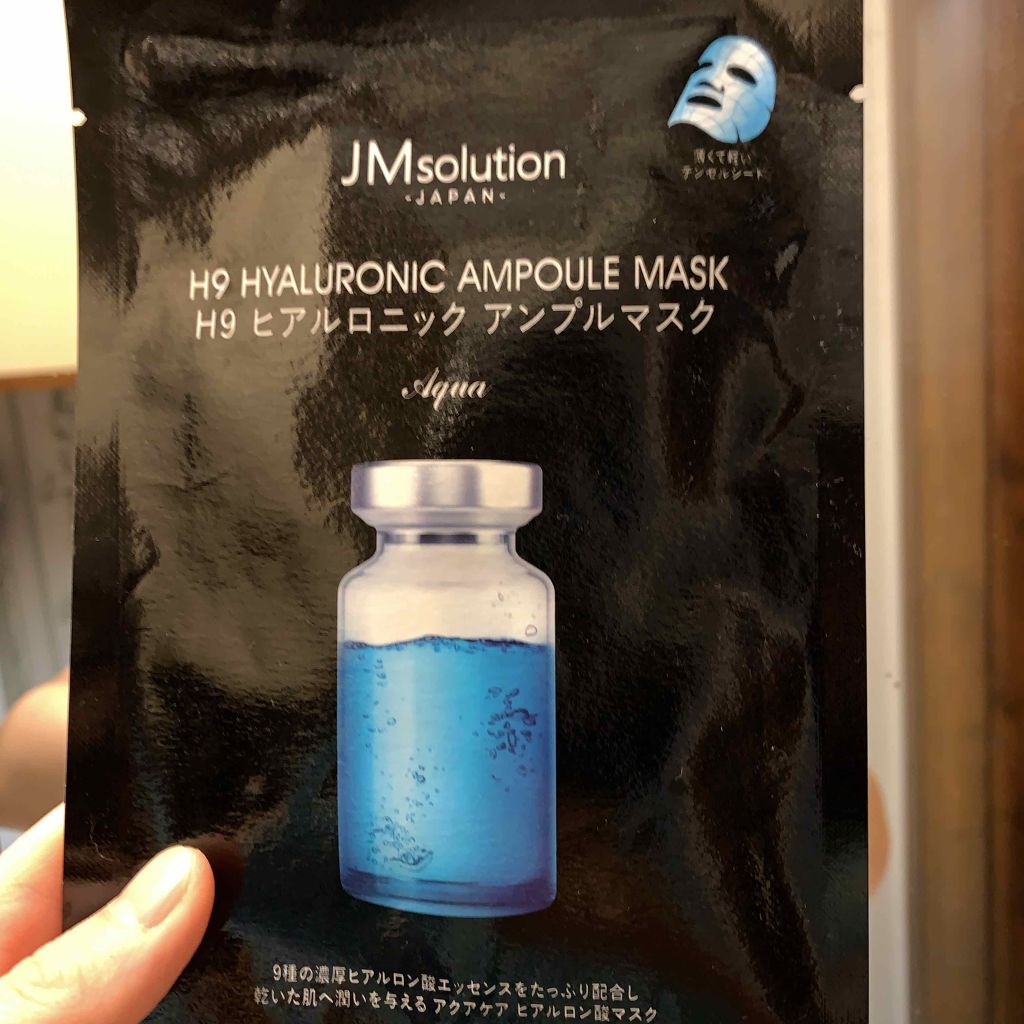 薄くて軽い
テンセルシート
JMsolution
-JAPAN-
H9 HYALURONIC AMPOULE MASK
H9 ヒアルロニック アンプルマスク
Aqua
9種の濃厚ヒアルロン酸エッセンスをたっぷり配合し
乾いた肌へ潤いを与える アクアケア ヒアルロン酸マスク